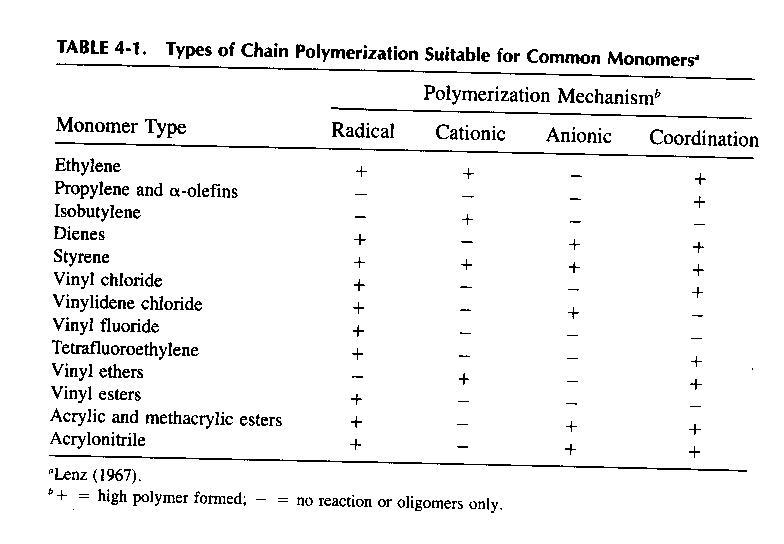 TABLE 4-1. Types of Chain Polymerization Suitable for Common Monomersᵃ
Polymerization Mechanismᵇ
Monomer Type Radical Cationic Anionic Coordination
Ethylene + + − +
Propylene and α-olefins − − − +
Isobutylene − + − −
Dienes + − + +
Styrene + + + +
Vinyl chloride + − − +
Vinylidene chloride + − + −
Vinyl fluoride + − − −
Tetrafluoroethylene + − − +
Vinyl ethers − + − +
Vinyl esters + − − −
Acrylic and methacrylic esters + − + +
Acrylonitrile + − + +
ᵃLenz (1967).
ᵇ+ = high polymer formed; − = no reaction or oligomers only.